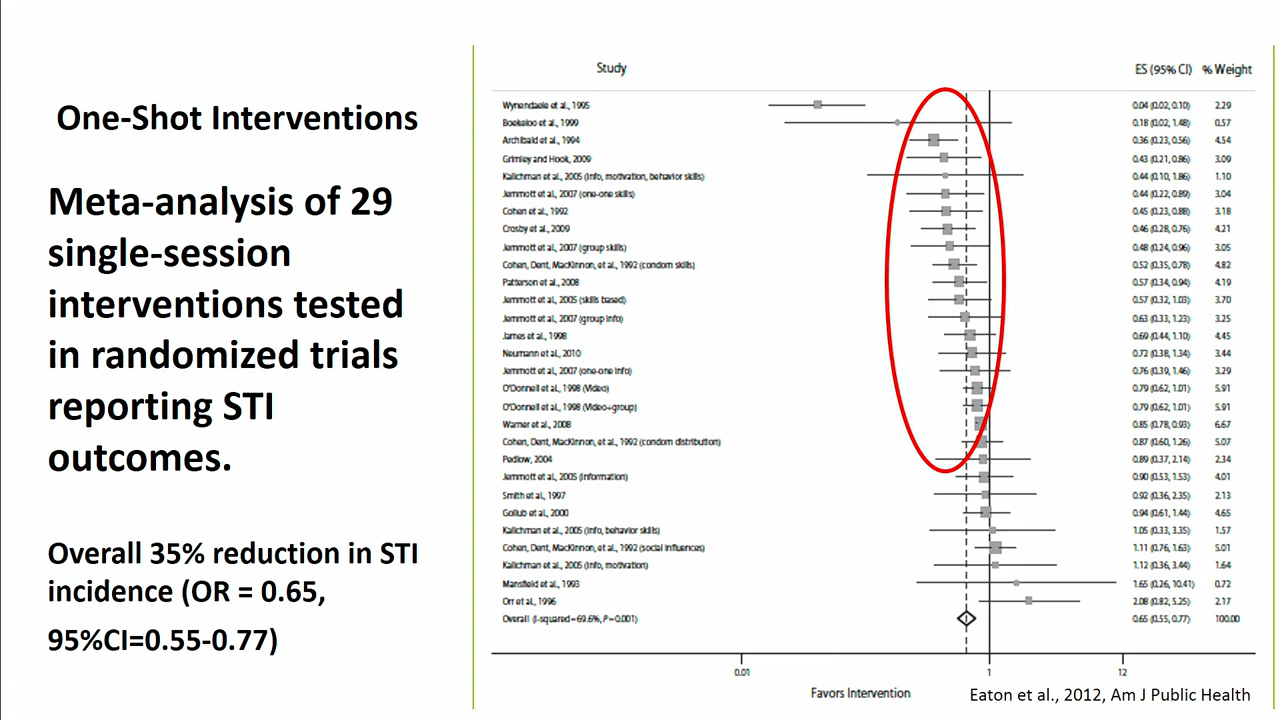 One-Shot Interventions
Meta-analysis of 29
single-session
interventions tested
in randomized trials
reporting STI
outcomes.
Overall 35% reduction in STI
incidence (OR = 0.65,
95%CI=0.55-0.77)
Study ES (95% CI) % Weight
Wynendaele et al., 1995 0.04 (0.02, 0.10) 2.29
Boekeloo et al., 1999 0.18 (0.02, 1.48) 0.57
Archibald et al., 1994 0.36 (0.23, 0.56) 4.54
Grimley and Hook, 2009 0.43 (0.21, 0.86) 3.09
Kalichman et al., 2005 (info, motivation, behavior skills) 0.44 (0.10, 1.86) 1.10
Jemmott et al., 2007 (one-one skills) 0.44 (0.22, 0.89) 3.04
Cohen et al., 1992 0.45 (0.23, 0.88) 3.18
Crosby et al., 2009 0.46 (0.28, 0.76) 4.21
Jemmott et al., 2007 (group skills) 0.48 (0.24, 0.96) 3.05
Cohen, Dent, MacKinnon, et al., 1992 (condom skills) 0.52 (0.35, 0.78) 4.82
Patterson et al., 2008 0.57 (0.34, 0.94) 4.19
Jemmott et al., 2005 (skills based) 0.57 (0.32, 1.03) 3.70
Jemmott et al., 2007 (group info) 0.63 (0.33, 1.23) 3.25
James et al., 1998 0.69 (0.44, 1.10) 4.45
Neumann et al., 2010 0.72 (0.38, 1.34) 3.44
Jemmott et al., 2007 (one-one info) 0.76 (0.39, 1.46) 3.29
O'Donnell et al., 1998 (Video) 0.79 (0.62, 1.01) 5.91
O'Donnell et al., 1998 (Video+group) 0.79 (0.62, 1.01) 5.91
Warner et al., 2008 0.85 (0.78, 0.93) 6.67
Cohen, Dent, MacKinnon, et al., 1992 (condom distribution) 0.87 (0.60, 1.26) 5.07
Pedlow, 2004 0.89 (0.37, 2.14) 2.34
Jemmott et al., 2005 (Information) 0.90 (0.53, 1.53) 4.01
Smith et al., 1997 0.92 (0.36, 2.35) 2.13
Gollub et al., 2000 0.94 (0.61, 1.44) 4.65
Kalichman et al., 2005 (info, behavior skills) 1.05 (0.33, 3.35) 1.57
Cohen, Dent, MacKinnon, et al., 1992 (social influences) 1.11 (0.76, 1.63) 5.01
Kalichman et al., 2005 (info, motivation) 1.12 (0.36, 3.44) 1.64
Mansfield et al., 1993 1.65 (0.26, 10.41) 0.72
Orr et al., 1996 2.08 (0.82, 5.25) 2.17
Overall (I-squared=69.6%, P=0.001) 0.65 (0.55, 0.77) 100.00
0.01 1 12
Favors Intervention
Eaton et al., 2012, Am J Public Health